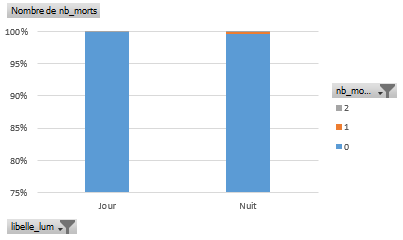 Nombre de nb_morts
100%
95%
90%
85%
80%
75%
Jour Nuit
nb_mo...
2
1
0
libelle_lum